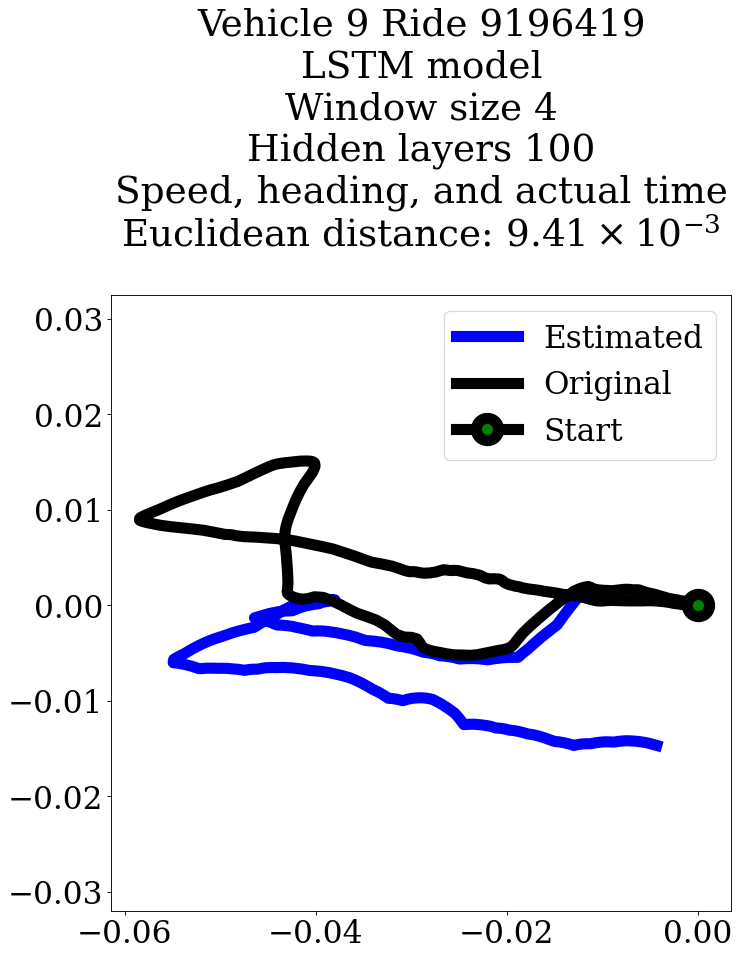 Vehicle 9 Ride 9196419
LSTM model
Window size 4
Hidden layers 100
Speed, heading, and actual time
Euclidean distance: 9.41 × 10⁻³
Estimated
Original
Start
0.03
0.02
0.01
0.00
−0.01
−0.02
−0.03
−0.06
−0.04
−0.02
0.00